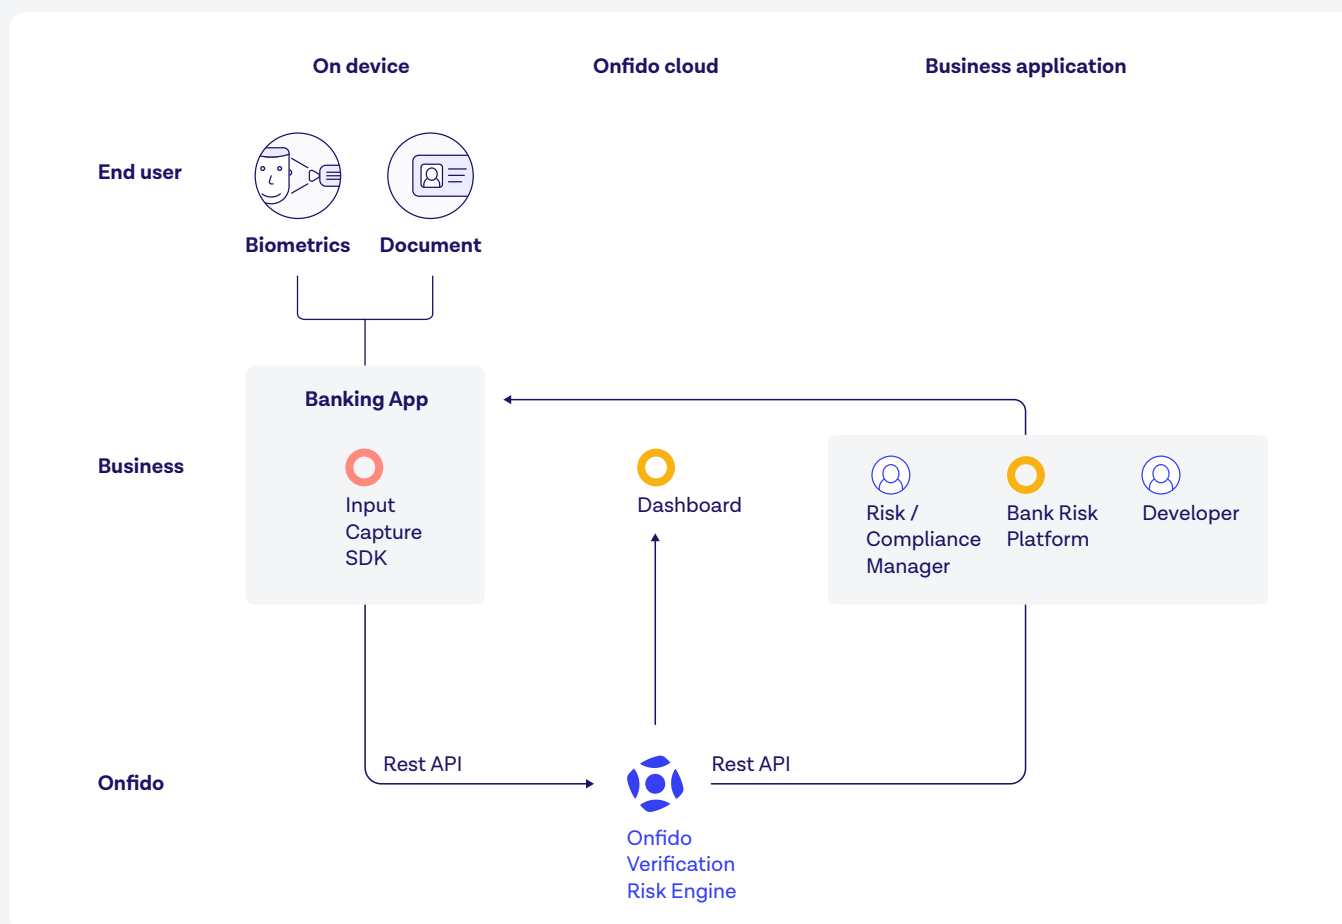 On device
Onfido cloud
Business application
End user
Biometrics
Document
Banking App
Business
Input
Capture
SDK
Dashboard
Risk /
Compliance
Manager
Bank Risk
Platform
Developer
Onfido
Rest API
Rest API
Onfido
Verification
Risk Engine